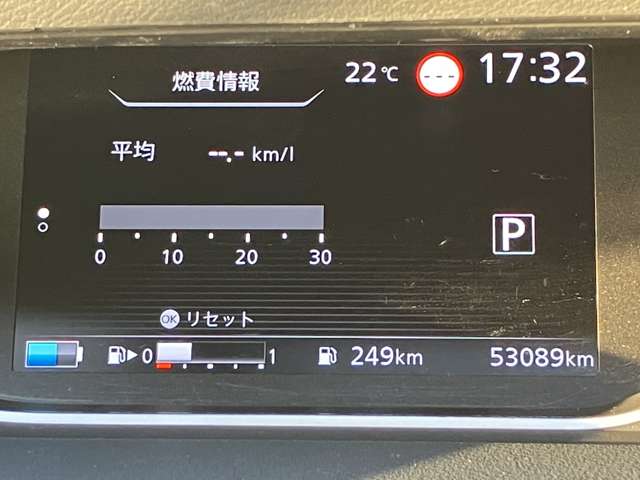 燃費情報 22℃ --- 17:32
平均 --.- km/l
0 10 20 30
P
OK リセット
0 1 249km 53089km